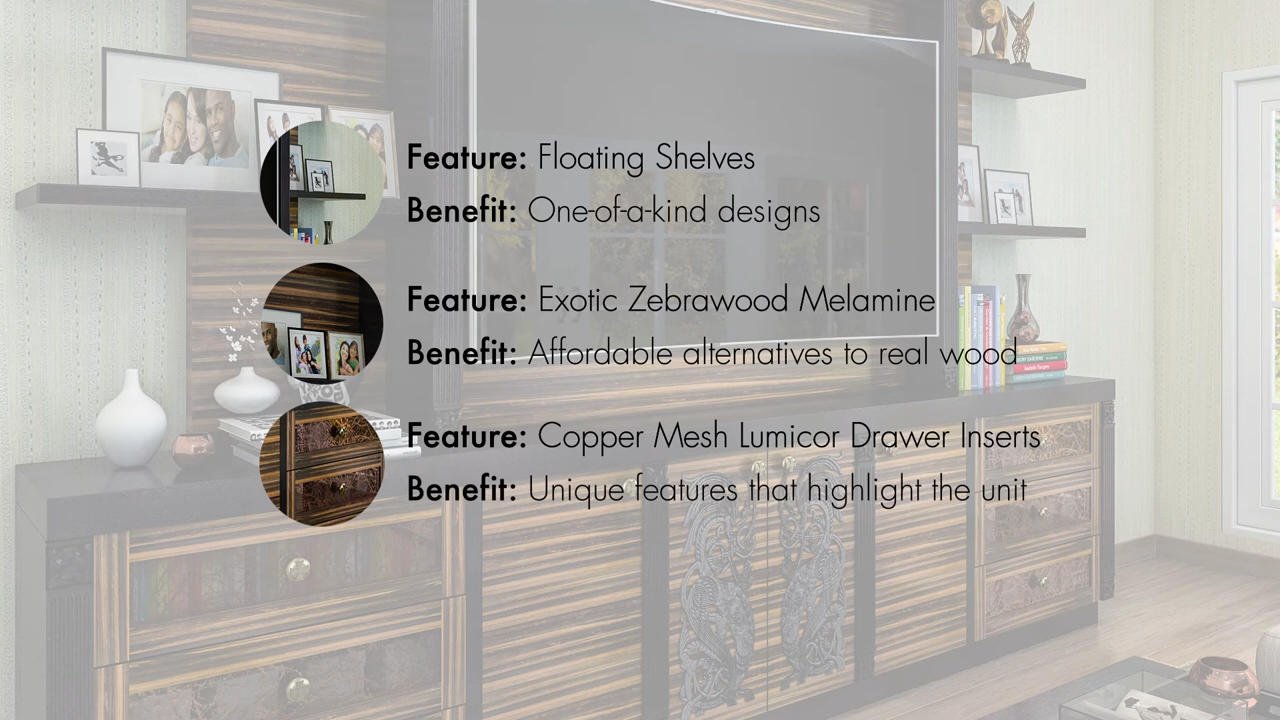 Feature: Floating Shelves
Benefit: One-of-a-kind designs
Feature: Exotic Zebrawood Melamine
Benefit: Affordable alternatives to real wood
Feature: Copper Mesh Lumicor Drawer Inserts
Benefit: Unique features that highlight the unit